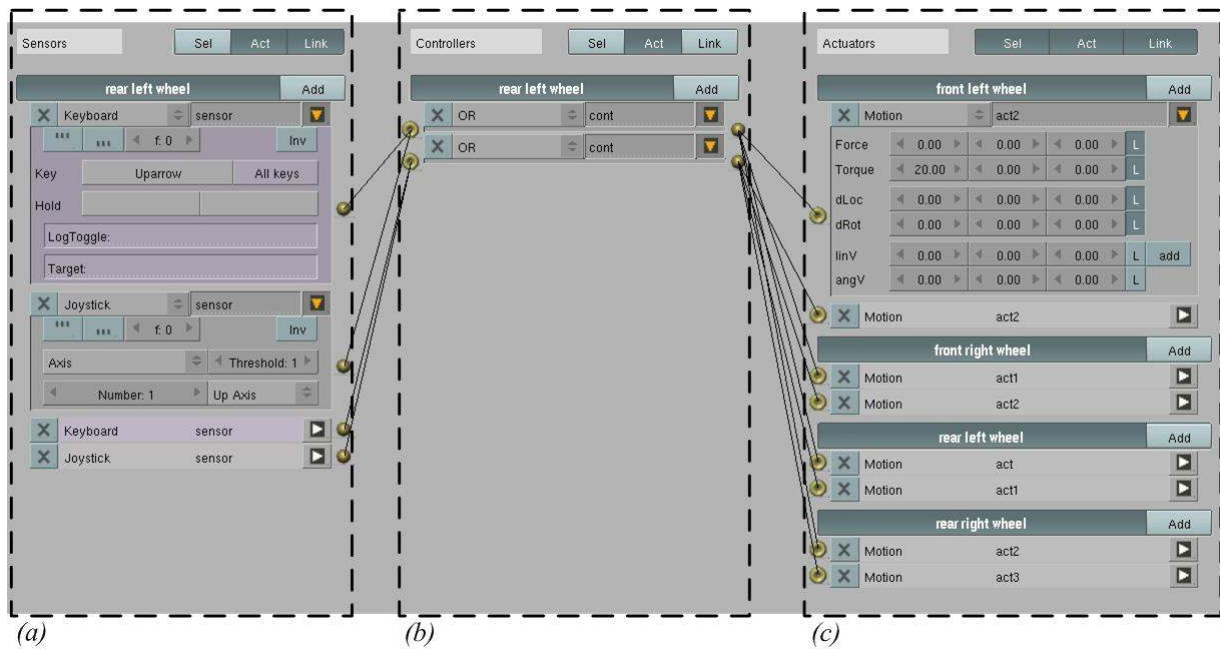 Sensors Sel Act Link
rear left wheel Add
X Keyboard sensor
f: 0 Inv
Key Uparrow All keys
Hold
LogToggle:
Target:
X Joystick sensor
f: 0 Inv
Axis Threshold: 1
Number: 1 Up Axis
X Keyboard sensor
X Joystick sensor
(a)
Controllers Sel Act Link
rear left wheel Add
X OR cont
X OR cont
(b)
Actuators Sel Act Link
front left wheel Add
X Motion act2
Force 0.00 0.00 0.00 L
Torque 20.00 0.00 0.00 L
dLoc 0.00 0.00 0.00 L
dRot 0.00 0.00 0.00 L
linV 0.00 0.00 0.00 L add
angV 0.00 0.00 0.00 L
X Motion act2
front right wheel Add
X Motion act1
X Motion act2
rear left wheel Add
X Motion act
X Motion act1
rear right wheel Add
X Motion act2
X Motion act3
(c)